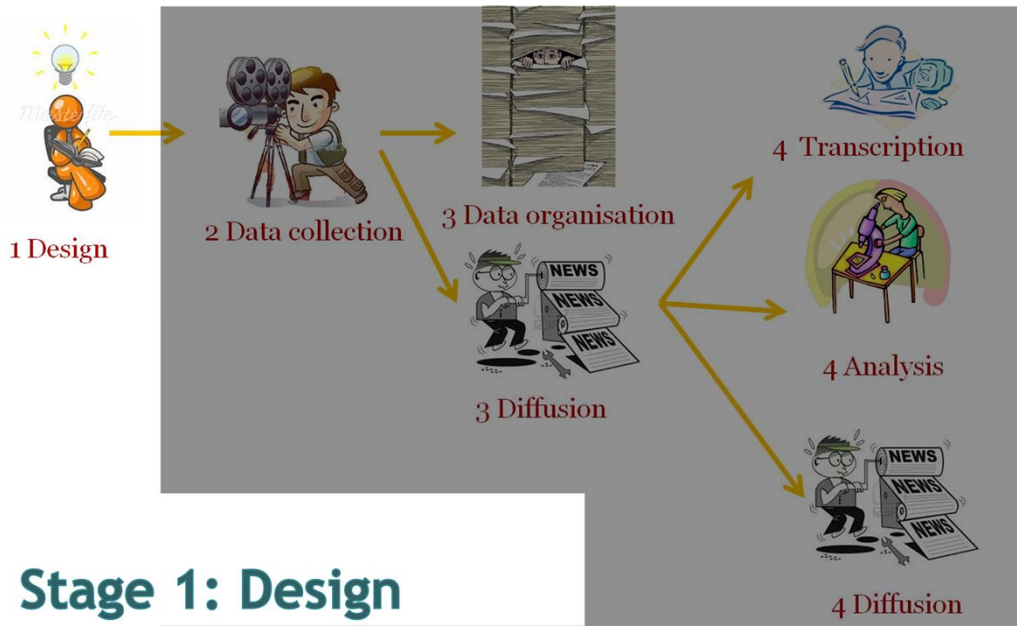 Masterfile
1 Design
2 Data collection
3 Data organisation
NEWS
NEWS
NEWS
3 Diffusion
4 Transcription
4 Analysis
NEWS
NEWS
NEWS
4 Diffusion
Stage 1: Design